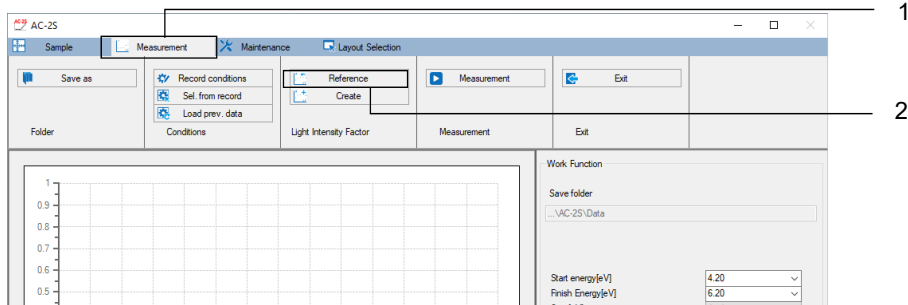 1
AC-2S
Sample Measurement Maintenance Layout Selection
Save as Record conditions Reference Measurement Exit
Sel. from record Create
Load prev. data
2
Folder Conditions Light Intensity Factor Measurement Exit
Work Function
Save folder
...\AC-2S\Data
1
0.9
0.8
0.7
0.6
0.5
Start energy[eV] 4.20
Finish Energy[eV] 6.20